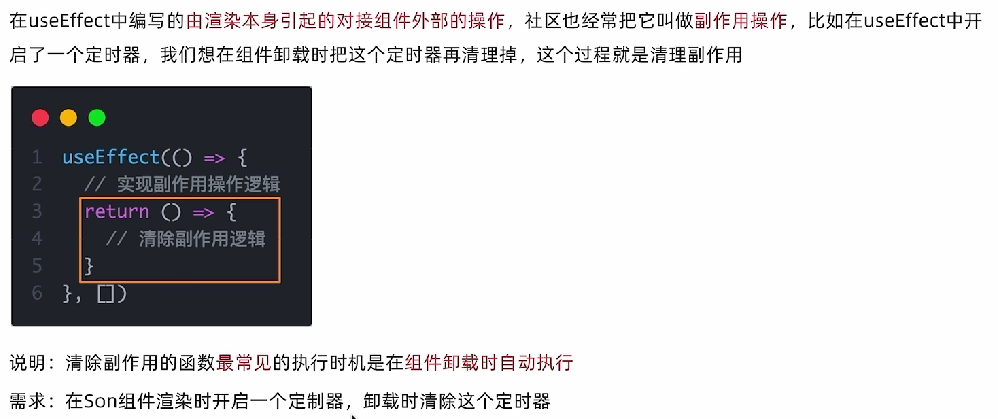 在useEffect中编写的由渲染本身引起的对接组件外部的操作，社区也经常把它叫做副作用操作，比如在useEffect中开
启了一个定时器，我们想在组件卸载时把这个定时器再清理掉，这个过程就是清理副作用
1 useEffect(() => {
2 // 实现副作用操作逻辑
3 return () => {
4 // 清除副作用逻辑
5 }
6 }, [])
说明：清除副作用的函数最常见的执行时机是在组件卸载时自动执行
需求：在Son组件渲染时开启一个定制器，卸载时清除这个定时器